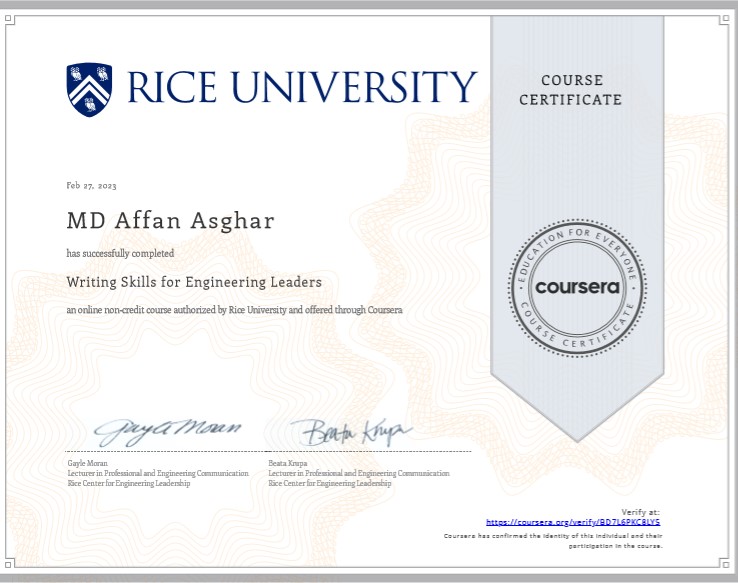 RICE UNIVERSITY
COURSE
CERTIFICATE
Feb 27, 2023
MD Affan Asghar
has successfully completed
Writing Skills for Engineering Leaders
an online non-credit course authorized by Rice University and offered through Coursera
EDUCATION FOR EVERYONE
coursera
COURSE CERTIFICATE
Gayle Moran
Beata Krupa
Gayle Moran
Lecturer in Professional and Engineering Communication
Rice Center for Engineering Leadership
Beata Krupa
Lecturer in Professional and Engineering Communication
Rice Center for Engineering Leadership
Verify at:
https://coursera.org/verify/BD7L6PKC8LYS
Coursera has confirmed the identity of this individual and their
participation in the course.